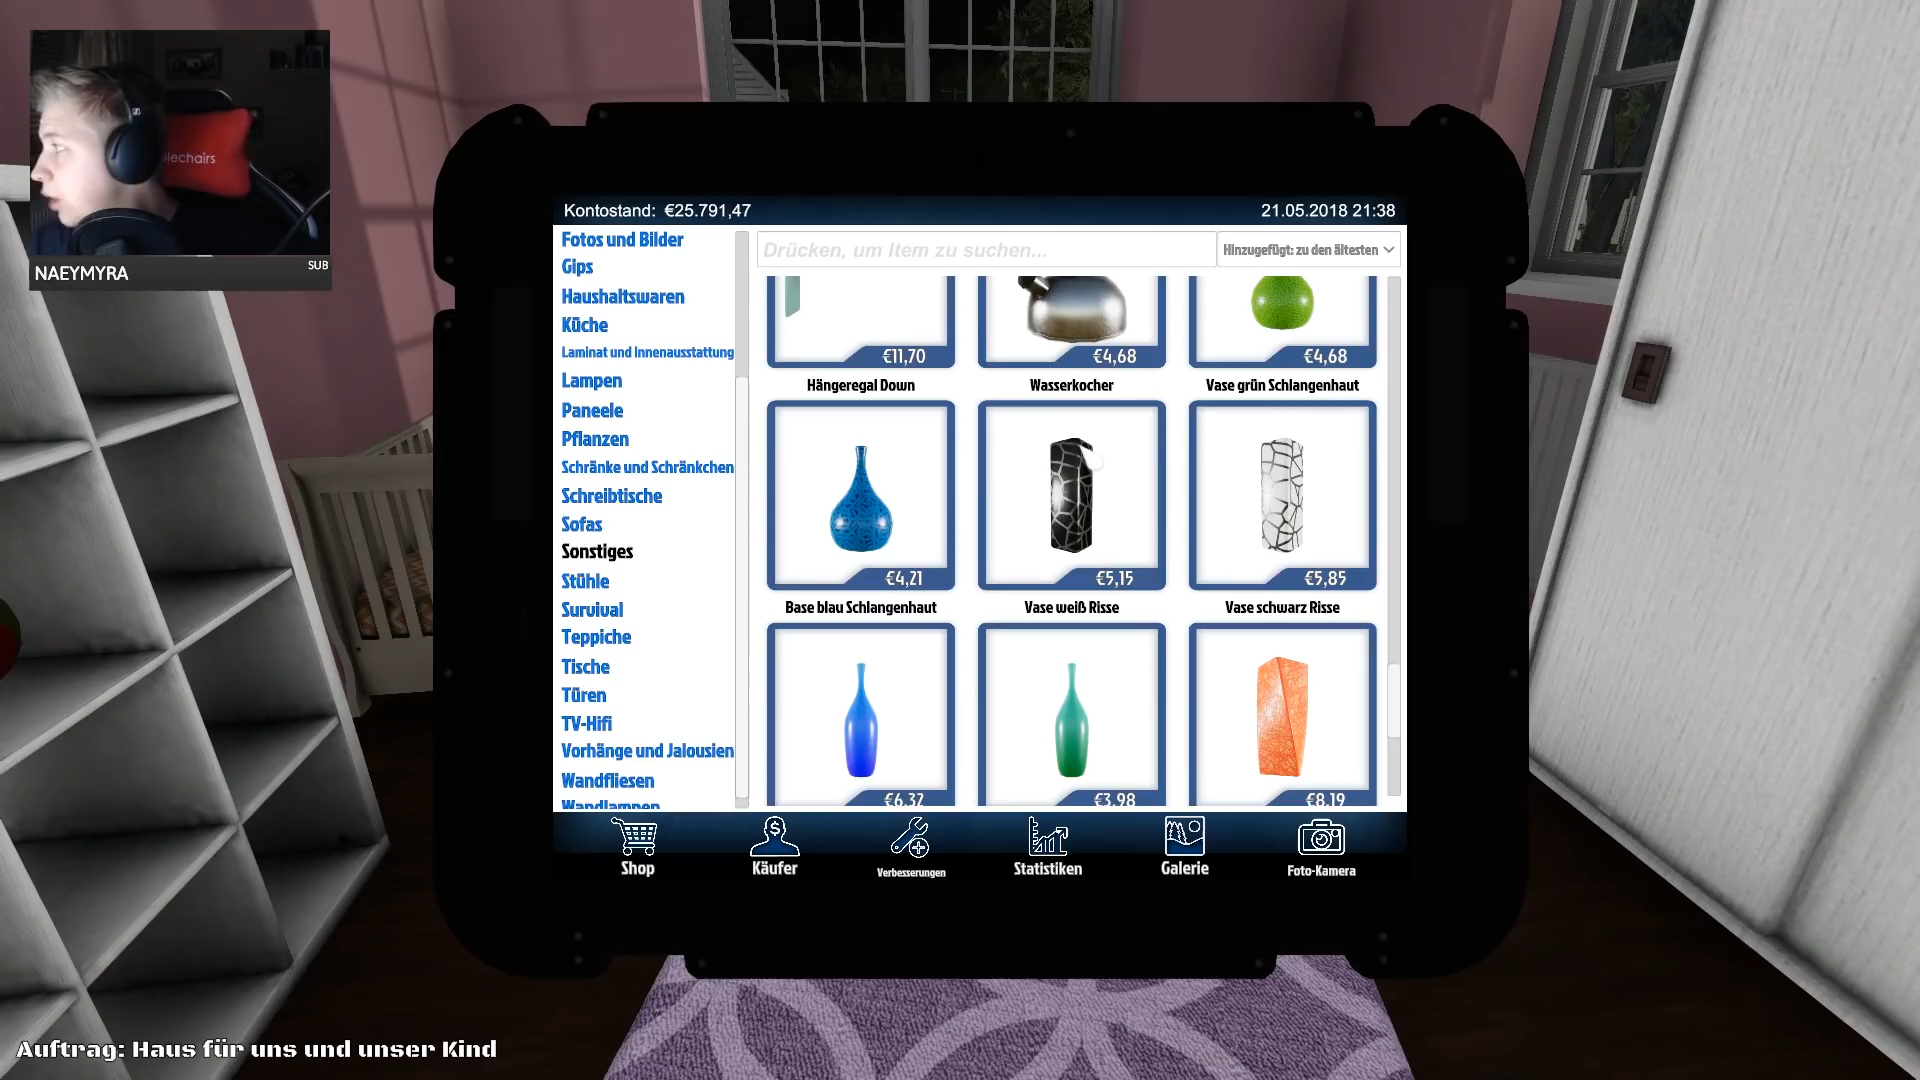 lechairs
NAEYMYRA
SUB
Kontostand: €25.791,47
21.05.2018 21:38
Fotos und Bilder
Gips
Haushaltswaren
Küche
Laminat und Innenausstattung
Lampen
Paneele
Pflanzen
Schränke und Schränkchen
Schreibtische
Sofas
Sonstiges
Stühle
Survival
Teppiche
Tische
Türen
TV-Hifi
Vorhänge und Jalousien
Wandfliesen
Wandlampen
Drücken, um Item zu suchen...
Hinzugefügt: zu den ältesten
€11,70
€4,68
€4,68
Hängeregal Down
Wasserkocher
Vase grün Schlangenhaut
€4,21
€5,15
€5,85
Base blau Schlangenhaut
Vase weiß Risse
Vase schwarz Risse
€6,32
€3,98
€8,19
Shop
Käufer
Verbesserungen
Statistiken
Galerie
Foto-Kamera
Auftrag: Haus für uns und unser Kind